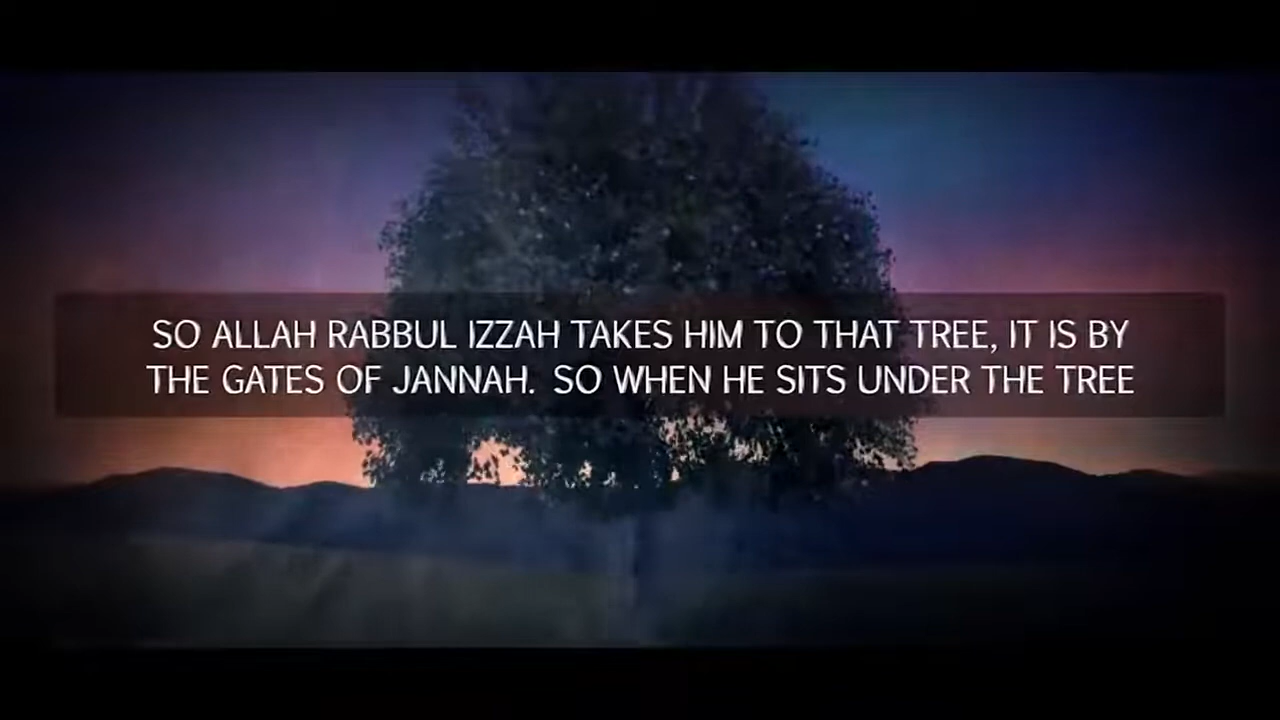 SO ALLAH RABBUL IZZAH TAKES HIM TO THAT TREE, IT IS BY
THE GATES OF JANNAH. SO WHEN HE SITS UNDER THE TREE